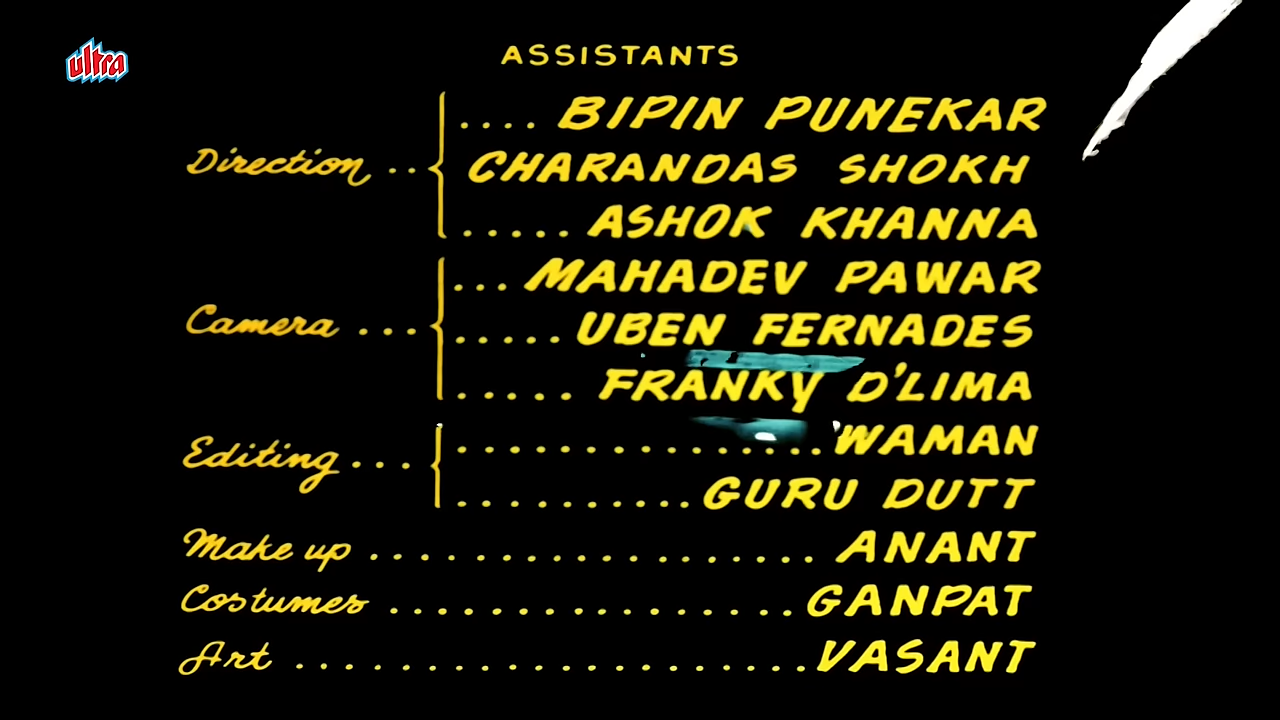 ultra
ASSISTANTS
Direction .. .... BIPIN PUNEKAR
CHARANDAS SHOKH
..... ASHOK KHANNA
Camera ... ... MAHADEV PAWAR
..... UBEN FERNADES
..... FRANKY D'LIMA
Editing ... ............... WAMAN
.......... GURU DUTT
Make up .................. ANANT
Costumes ................ GANPAT
Art .................... VASANT